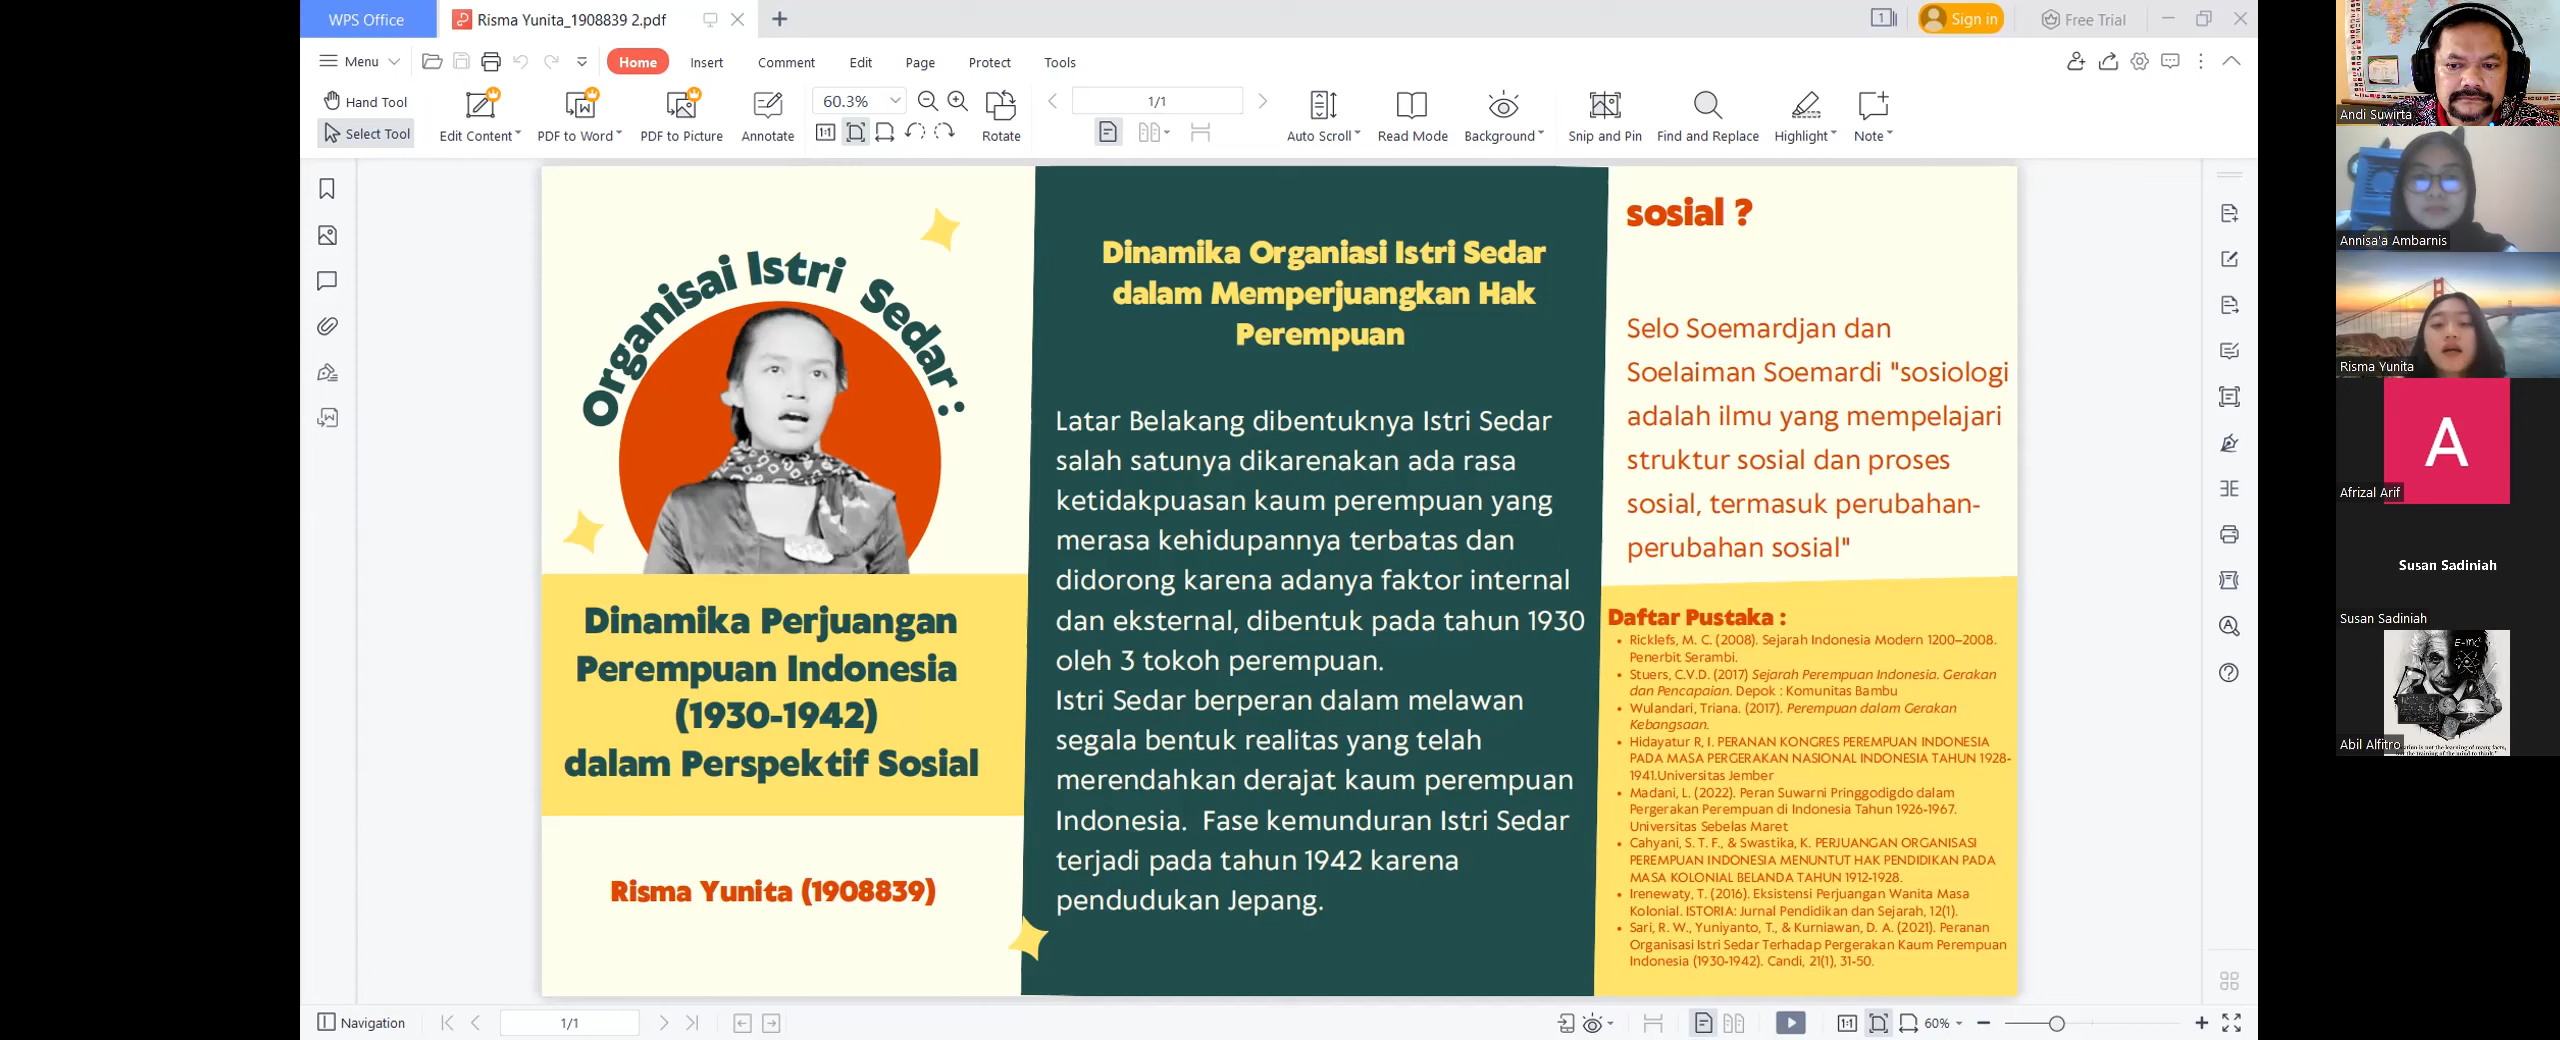 WPS Office
Risma Yunita_1908839 2.pdf
1
Sign in
Free Trial
Menu
Home
Insert
Comment
Edit
Page
Protect
Tools
Hand Tool
Select Tool
Edit Content
PDF to Word
PDF to Picture
Annotate
60.3%
1:1
Rotate
1/1
Auto Scroll
Read Mode
Background
Snip and Pin
Find and Replace
Highlight
Note
Organisai Istri Sedar :
Dinamika Perjuangan
Perempuan Indonesia
(1930-1942)
dalam Perspektif Sosial
Risma Yunita (1908839)
Dinamika Organiasi Istri Sedar
dalam Memperjuangkan Hak
Perempuan
Latar Belakang dibentuknya Istri Sedar
salah satunya dikarenakan ada rasa
ketidakpuasan kaum perempuan yang
merasa kehidupannya terbatas dan
didorong karena adanya faktor internal
dan eksternal, dibentuk pada tahun 1930
oleh 3 tokoh perempuan.
Istri Sedar berperan dalam melawan
segala bentuk realitas yang telah
merendahkan derajat kaum perempuan
Indonesia. Fase kemunduran Istri Sedar
terjadi pada tahun 1942 karena
pendudukan Jepang.
sosial ?
Selo Soemardjan dan
Soelaiman Soemardi "sosiologi
adalah ilmu yang mempelajari
struktur sosial dan proses
sosial, termasuk perubahan-
perubahan sosial"
Daftar Pustaka :
Ricklefs, M. C. (2008). Sejarah Indonesia Modern 1200–2008.
Penerbit Serambi.
Stuers, C.V.D. (2017) Sejarah Perempuan Indonesia. Gerakan
dan Pencapaian. Depok : Komunitas Bambu
Wulandari, Triana. (2017). Perempuan dalam Gerakan
Kebangsaan.
Hidayatur R, I. PERANAN KONGRES PEREMPUAN INDONESIA
PADA MASA PERGERAKAN NASIONAL INDONESIA TAHUN 1928-
1941.Universitas Jember
Madani, L. (2022). Peran Suwarni Pringgodigdo dalam
Pergerakan Perempuan di Indonesia Tahun 1926-1967.
Universitas Sebelas Maret
Cahyani, S. T. F., & Swastika, K. PERJUANGAN ORGANISASI
PEREMPUAN INDONESIA MENUNTUT HAK PENDIDIKAN PADA
MASA KOLONIAL BELANDA TAHUN 1912-1928.
Irenewaty, T. (2016). Eksistensi Perjuangan Wanita Masa
Kolonial. ISTORIA: Jurnal Pendidikan dan Sejarah, 12(1).
Sari, R. W., Yuniyanto, T., & Kurniawan, D. A. (2021). Peranan
Organisasi Istri Sedar Terhadap Pergerakan Kaum Perempuan
Indonesia (1930-1942). Candi, 21(1), 31-50.
Navigation
1/1
1:1
60%
Andi Suwirta
Annisa'a Ambarnis
Risma Yunita
A
Afrizal Arif
Susan Sadiniah
Susan Sadiniah
E=mc²
Abil Alfitro